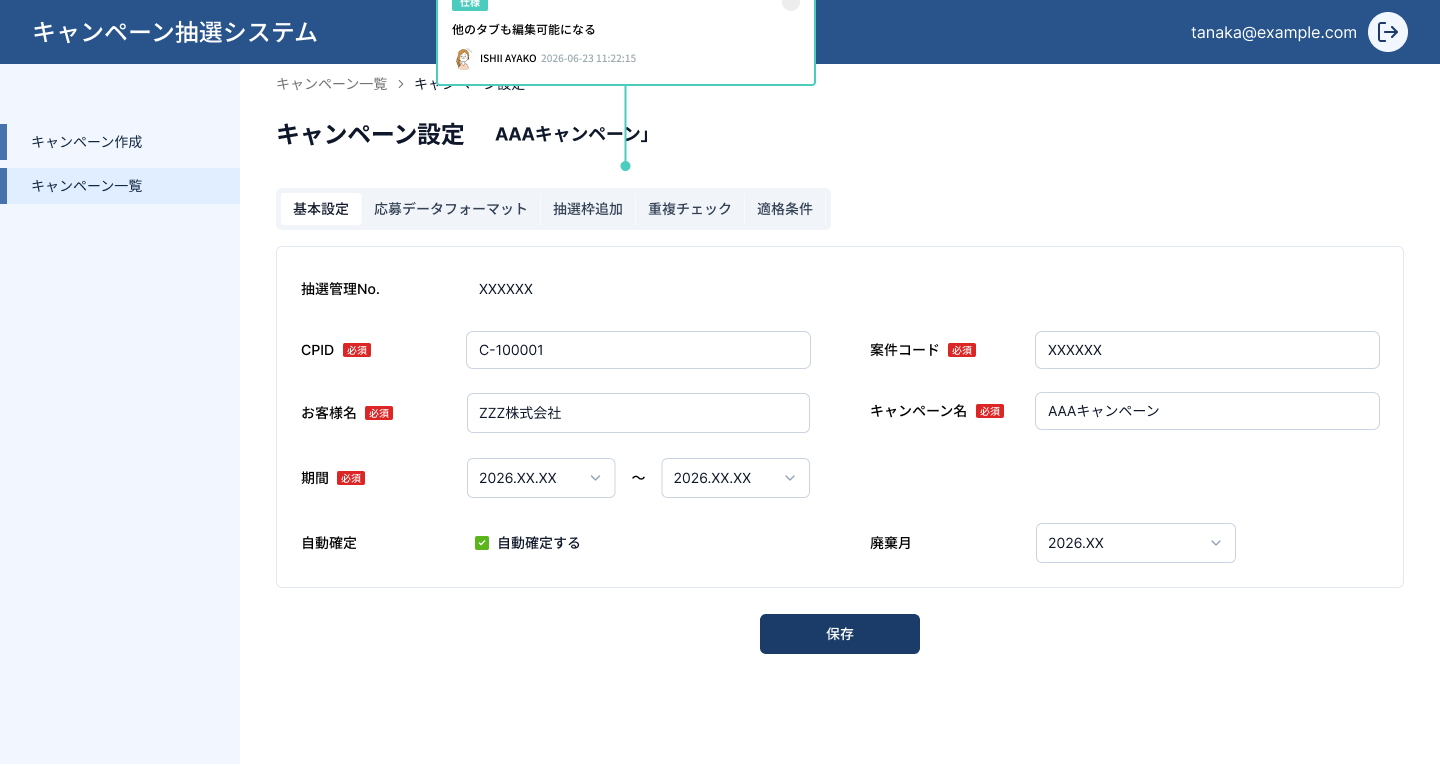 キャンペーン抽選システム
仕様
他のタブも編集可能になる
ISHII AYAKO 2026-06-23 11:22:15
tanaka@example.com
キャンペーン作成
キャンペーン一覧
キャンペーン一覧 > キャンペーン設定
キャンペーン設定 AAAキャンペーン」
基本設定 応募データフォーマット 抽選枠追加 重複チェック 適格条件
抽選管理No. XXXXXX
CPID 必須 C-100001 案件コード 必須 XXXXXX
お客様名 必須 ZZZ株式会社 キャンペーン名 必須 AAAキャンペーン
期間 必須 2026.XX.XX 〜 2026.XX.XX
自動確定 自動確定する 廃棄月 2026.XX
保存